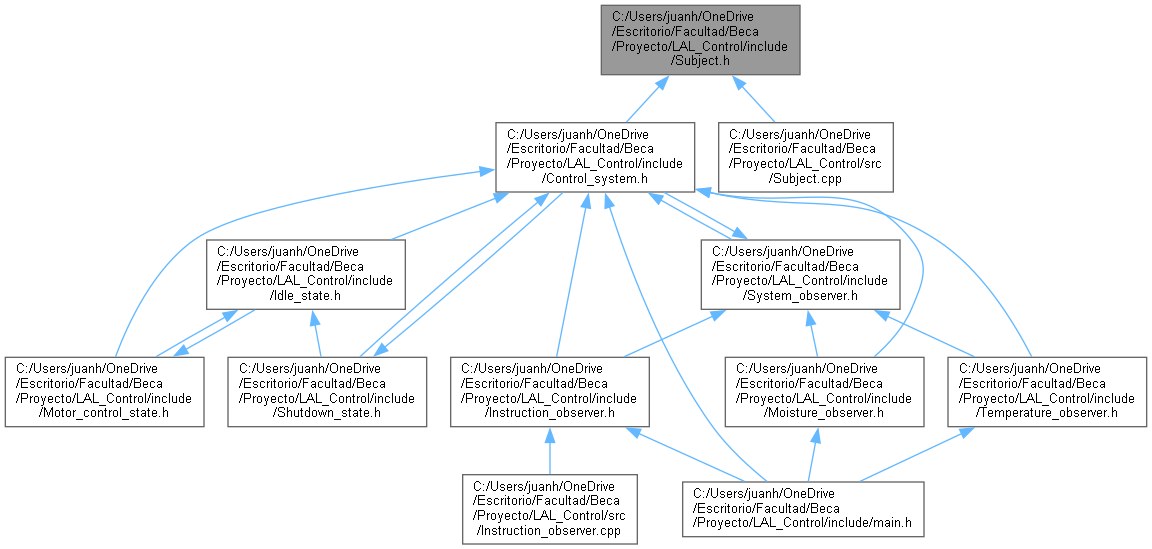 C:/Users/juanh/OneDrive
/Escritorio/Facultad/Beca
/Proyecto/LAL_Control/include
/Subject.h
C:/Users/juanh/OneDrive
/Escritorio/Facultad/Beca
/Proyecto/LAL_Control/include
/Control_system.h
C:/Users/juanh/OneDrive
/Escritorio/Facultad/Beca
/Proyecto/LAL_Control/src
/Subject.cpp
C:/Users/juanh/OneDrive
/Escritorio/Facultad/Beca
/Proyecto/LAL_Control/include
/Idle_state.h
C:/Users/juanh/OneDrive
/Escritorio/Facultad/Beca
/Proyecto/LAL_Control/include
/System_observer.h
C:/Users/juanh/OneDrive
/Escritorio/Facultad/Beca
/Proyecto/LAL_Control/include
/Motor_control_state.h
C:/Users/juanh/OneDrive
/Escritorio/Facultad/Beca
/Proyecto/LAL_Control/include
/Shutdown_state.h
C:/Users/juanh/OneDrive
/Escritorio/Facultad/Beca
/Proyecto/LAL_Control/include
/Instruction_observer.h
C:/Users/juanh/OneDrive
/Escritorio/Facultad/Beca
/Proyecto/LAL_Control/include
/Moisture_observer.h
C:/Users/juanh/OneDrive
/Escritorio/Facultad/Beca
/Proyecto/LAL_Control/include
/Temperature_observer.h
C:/Users/juanh/OneDrive
/Escritorio/Facultad/Beca
/Proyecto/LAL_Control/src
/Instruction_observer.cpp
C:/Users/juanh/OneDrive
/Escritorio/Facultad/Beca
/Proyecto/LAL_Control/include/main.h